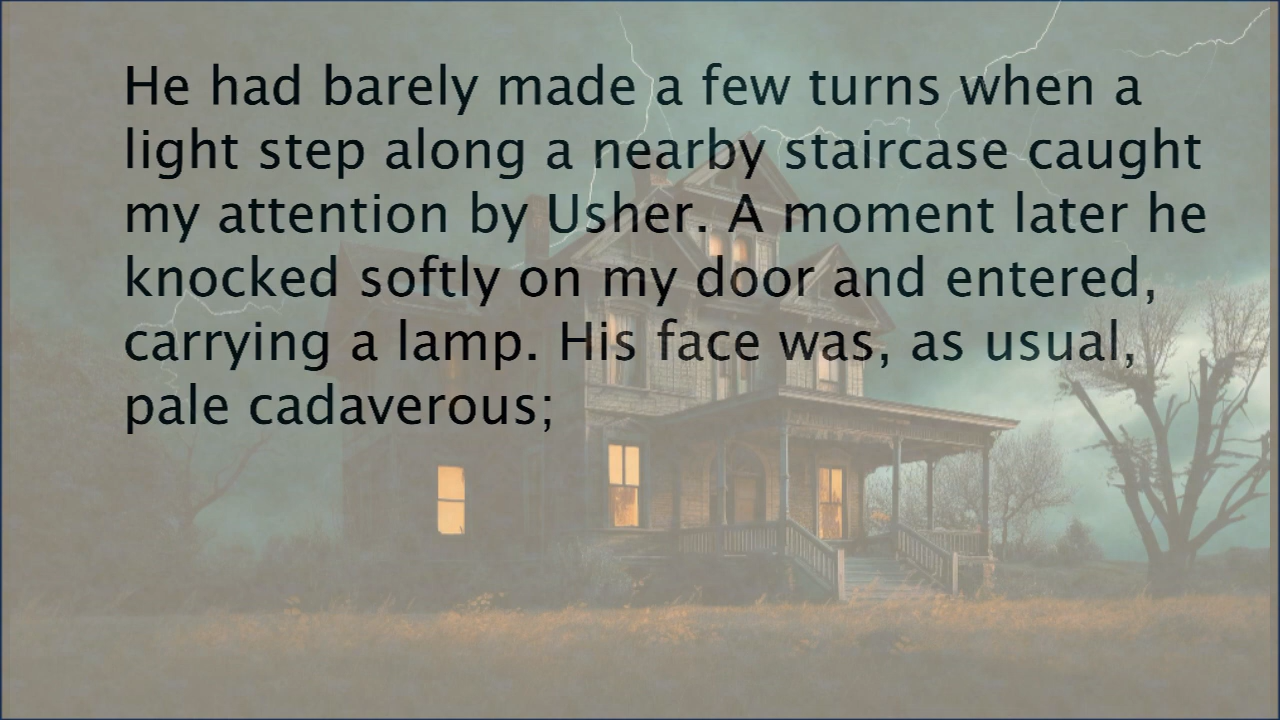 He had barely made a few turns when a
light step along a nearby staircase caught
my attention by Usher. A moment later he
knocked softly on my door and entered,
carrying a lamp. His face was, as usual,
pale cadaverous;